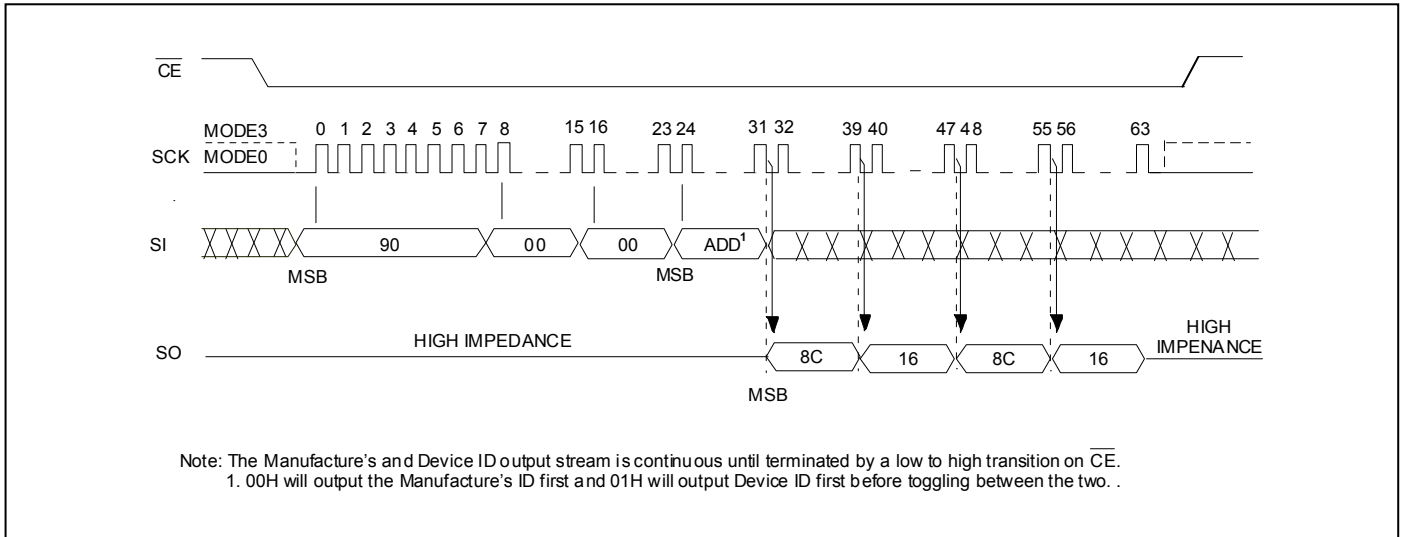 CE
MODE3
0 1 2 3 4 5 6 7 8 15 16 23 24 31 32 39 40 47 48 55 56 63
SCK MODE0
SI 90 00 00 ADD1
MSB MSB
SO HIGH IMPEDANCE 8C 16 8C 16 HIGH IMPENANCE
MSB
Note: The Manufacture's and Device ID output stream is continuous until terminated by a low to high transition on CE.
1. 00H will output the Manufacture's ID first and 01H will output Device ID first before toggling between the two. .